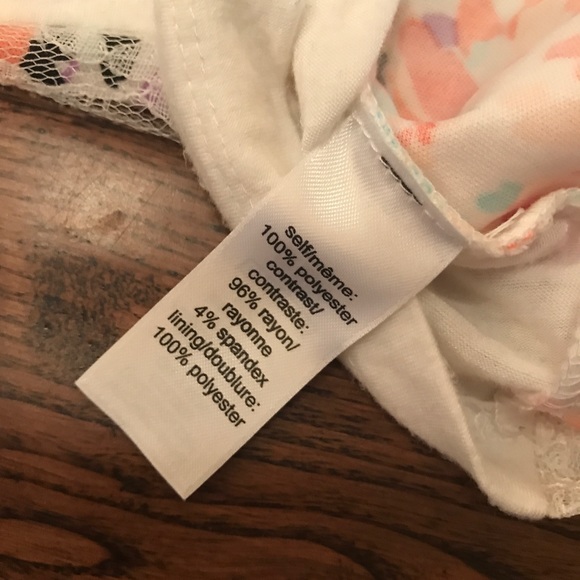 self/même:
100% polyester
contrast/
contraste:
96% rayon/
rayonne
4% spandex
lining/doublure:
100% polyester